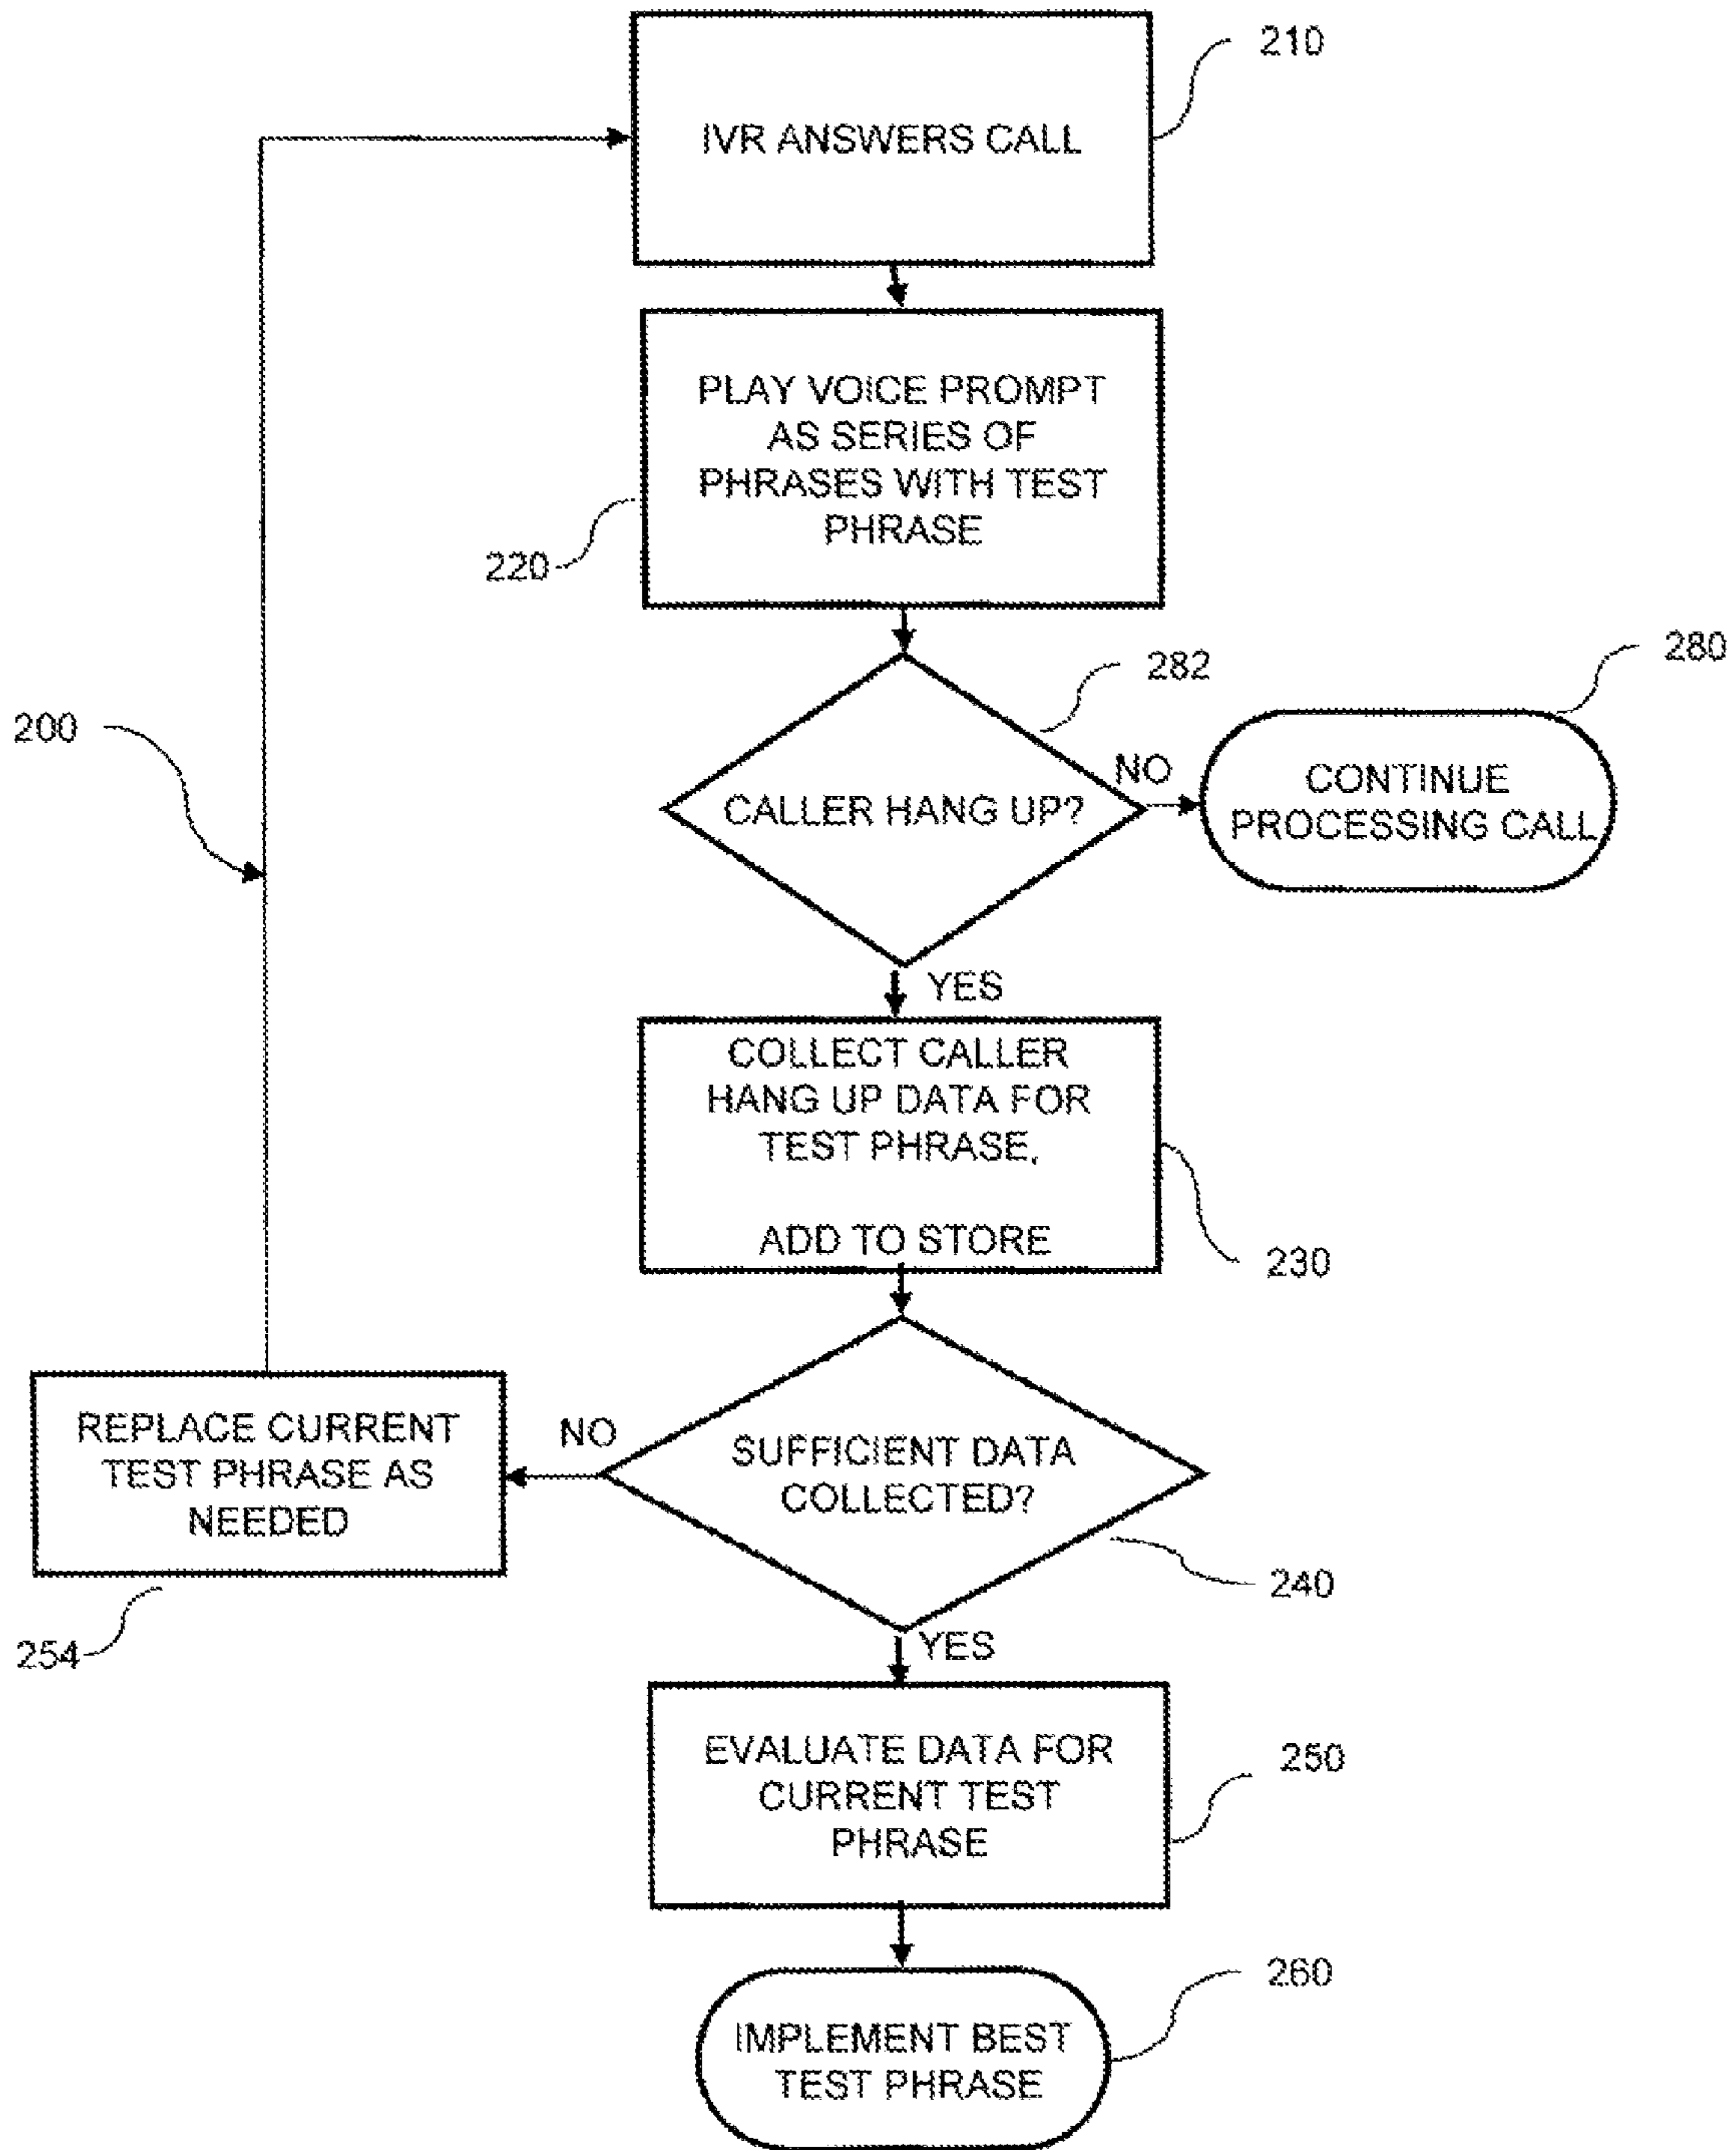 210
IVR ANSWERS CALL
PLAY VOICE PROMPT
AS SERIES OF
PHRASES WITH TEST
PHRASE
220
282
280
200
NO
CALLER HANG UP?
CONTINUE
PROCESSING CALL
YES
COLLECT CALLER
HANG UP DATA FOR
TEST PHRASE,
ADD TO STORE
230
REPLACE CURRENT
TEST PHRASE AS
NEEDED
NO
SUFFICIENT DATA
COLLECTED?
240
254
YES
EVALUATE DATA FOR
CURRENT TEST
PHRASE
250
260
IMPLEMENT BEST
TEST PHRASE